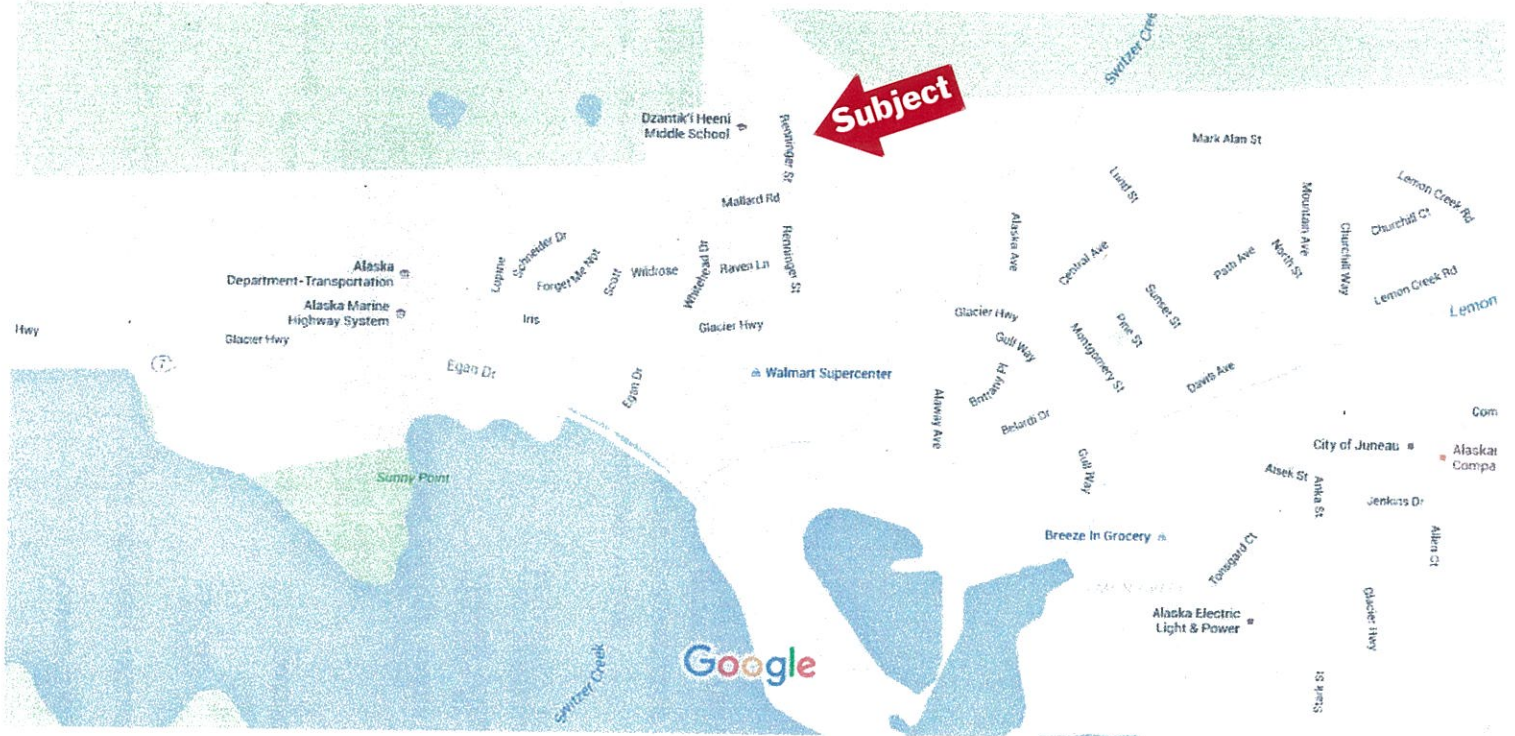 Switzer Cree
Subject
Dzantik'i Heeni
Middle School
Renninger St
Mark Alan St
Lund St
Lemon Creek Rd
Mallard Rd
Mountain Ave
Churchill Ct
Alaska Ave
Renninger St
Churchill Way
Schneider Dr
Central Ave
North St
Path Ave
Alaska
Department-Transportation
Lupine
Forget Me Not
Scott
Wildrose
Whitehead Dr
Raven Ln
Lemon Creek Rd
Alaska Marine
Highway System
Iris
Sunset St
Lemon
Hwy
Glacier Hwy
Glacier Hwy
Glacier Hwy
Pine St
Gull Way
Montgomery St
Egan Dr
Egan Dr
Walmart Supercenter
Brittany Pl
Davis Ave
Alaway Ave
Belardi Dr
Com
City of Juneau
Alaskan
Compa
Sunny Point
Gull Way
Alsek St
Anka St
Jenkins Dr
Breeze In Grocery
Tonsgard Ct
Allen Ct
Alaska Electric
Light & Power
Glacier Hwy
Google
Switzer Creek
Stark St